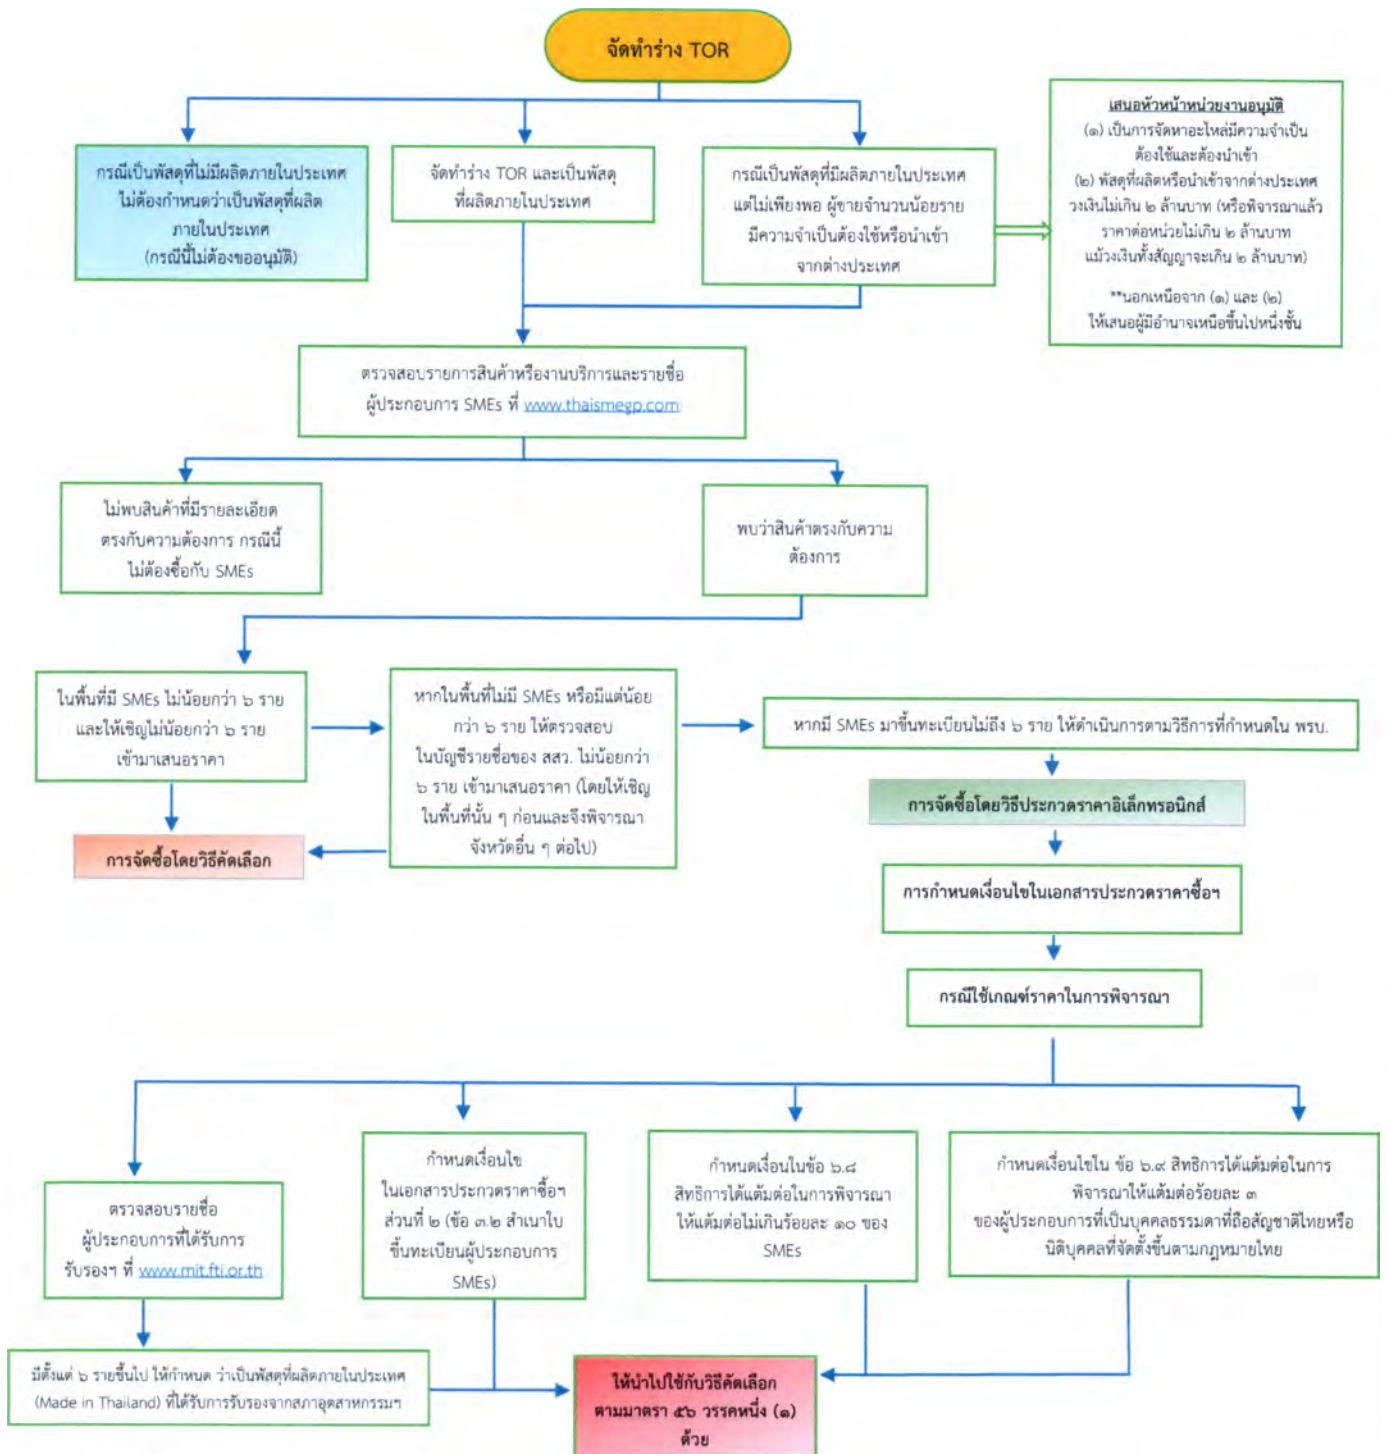 จัดทำร่าง TOR
กรณีเป็นพัสดุที่ไม่มีผลิตภายในประเทศ
ไม่ต้องกำหนดว่าเป็นพัสดุที่ผลิต
ภายในประเทศ
(กรณีนี้ไม่ต้องขออนุมัติ)
จัดทำร่าง TOR และเป็นพัสดุ
ที่ผลิตภายในประเทศ
กรณีเป็นพัสดุที่มีผลิตภายในประเทศ
แต่ไม่เพียงพอ ผู้ขายจำนวนน้อยราย
มีความจำเป็นต้องใช้หรือนำเข้า
จากต่างประเทศ
เสนอหัวหน้าหน่วยงานอนุมัติ
(๑) เป็นการจัดหาอะไหล่มีความจำเป็น
ต้องใช้และต้องนำเข้า
(๒) พัสดุที่ผลิตหรือนำเข้าจากต่างประเทศ
วงเงินไม่เกิน ๒ ล้านบาท (หรือพิจารณาแล้ว
ราคาต่อหน่วยไม่เกิน ๒ ล้านบาท
แม้วงเงินทั้งสัญญาจะเกิน ๒ ล้านบาท)
**นอกเหนือจาก (๑) และ (๒)
ให้เสนอผู้มีอำนาจเหนือขึ้นไปหนึ่งชั้น
ตรวจสอบรายการสินค้าหรืองานบริการและรายชื่อ
ผู้ประกอบการ SMEs ที่ www.thaismegp.com
ไม่พบสินค้าที่มีรายละเอียด
ตรงกับความต้องการ กรณีนี้
ไม่ต้องซื้อกับ SMEs
พบว่าสินค้าตรงกับความ
ต้องการ
ในพื้นที่มี SMEs ไม่น้อยกว่า ๖ ราย
และให้เชิญไม่น้อยกว่า ๖ ราย
เข้ามาเสนอราคา
หากในพื้นที่ไม่มี SMEs หรือมีแต่น้อย
กว่า ๖ ราย ให้ตรวจสอบ
ในบัญชีรายชื่อของ สสว. ไม่น้อยกว่า
๖ ราย เข้ามาเสนอราคา (โดยให้เชิญ
ในพื้นที่นั้น ๆ ก่อนและจึงพิจารณา
จังหวัดอื่น ๆ ต่อไป)
หากมี SMEs มาขึ้นทะเบียนไม่ถึง ๖ ราย ให้ดำเนินการตามวิธีการที่กำหนดใน พรบ.
การจัดซื้อโดยวิธีคัดเลือก
การจัดซื้อโดยวิธีประกวดราคาอิเล็กทรอนิกส์
การกำหนดเงื่อนไขในเอกสารประกวดราคาซื้อฯ
กรณีใช้เกณฑ์ราคาในการพิจารณา
ตรวจสอบรายชื่อ
ผู้ประกอบการที่ได้รับการ
รับรองฯ ที่ www.mit.fti.or.th
กำหนดเงื่อนไข
ในเอกสารประกวดราคาซื้อฯ
ส่วนที่ ๒ (ข้อ ๓.๒ สำเนาใบ
ขึ้นทะเบียนผู้ประกอบการ
SMEs)
กำหนดเงื่อนในข้อ ๖.๘
สิทธิการได้แต้มต่อในการพิจารณา
ให้แต้มต่อไม่เกินร้อยละ ๑๐ ของ
SMEs
กำหนดเงื่อนไขใน ข้อ ๖.๙ สิทธิการได้แต้มต่อในการ
พิจารณาให้แต้มต่อร้อยละ ๓
ของผู้ประกอบการที่เป็นบุคคลธรรมดาที่ถือสัญชาติไทยหรือ
นิติบุคคลที่จัดตั้งขึ้นตามกฎหมายไทย
มีตั้งแต่ ๖ รายขึ้นไป ให้กำหนด ว่าเป็นพัสดุที่ผลิตภายในประเทศ
(Made in Thailand) ที่ได้รับการรับรองจากสภาอุตสาหกรรมฯ
ให้นำไปใช้กับวิธีคัดเลือก
ตามมาตรา ๕๖ วรรคหนึ่ง (๑)
ด้วย